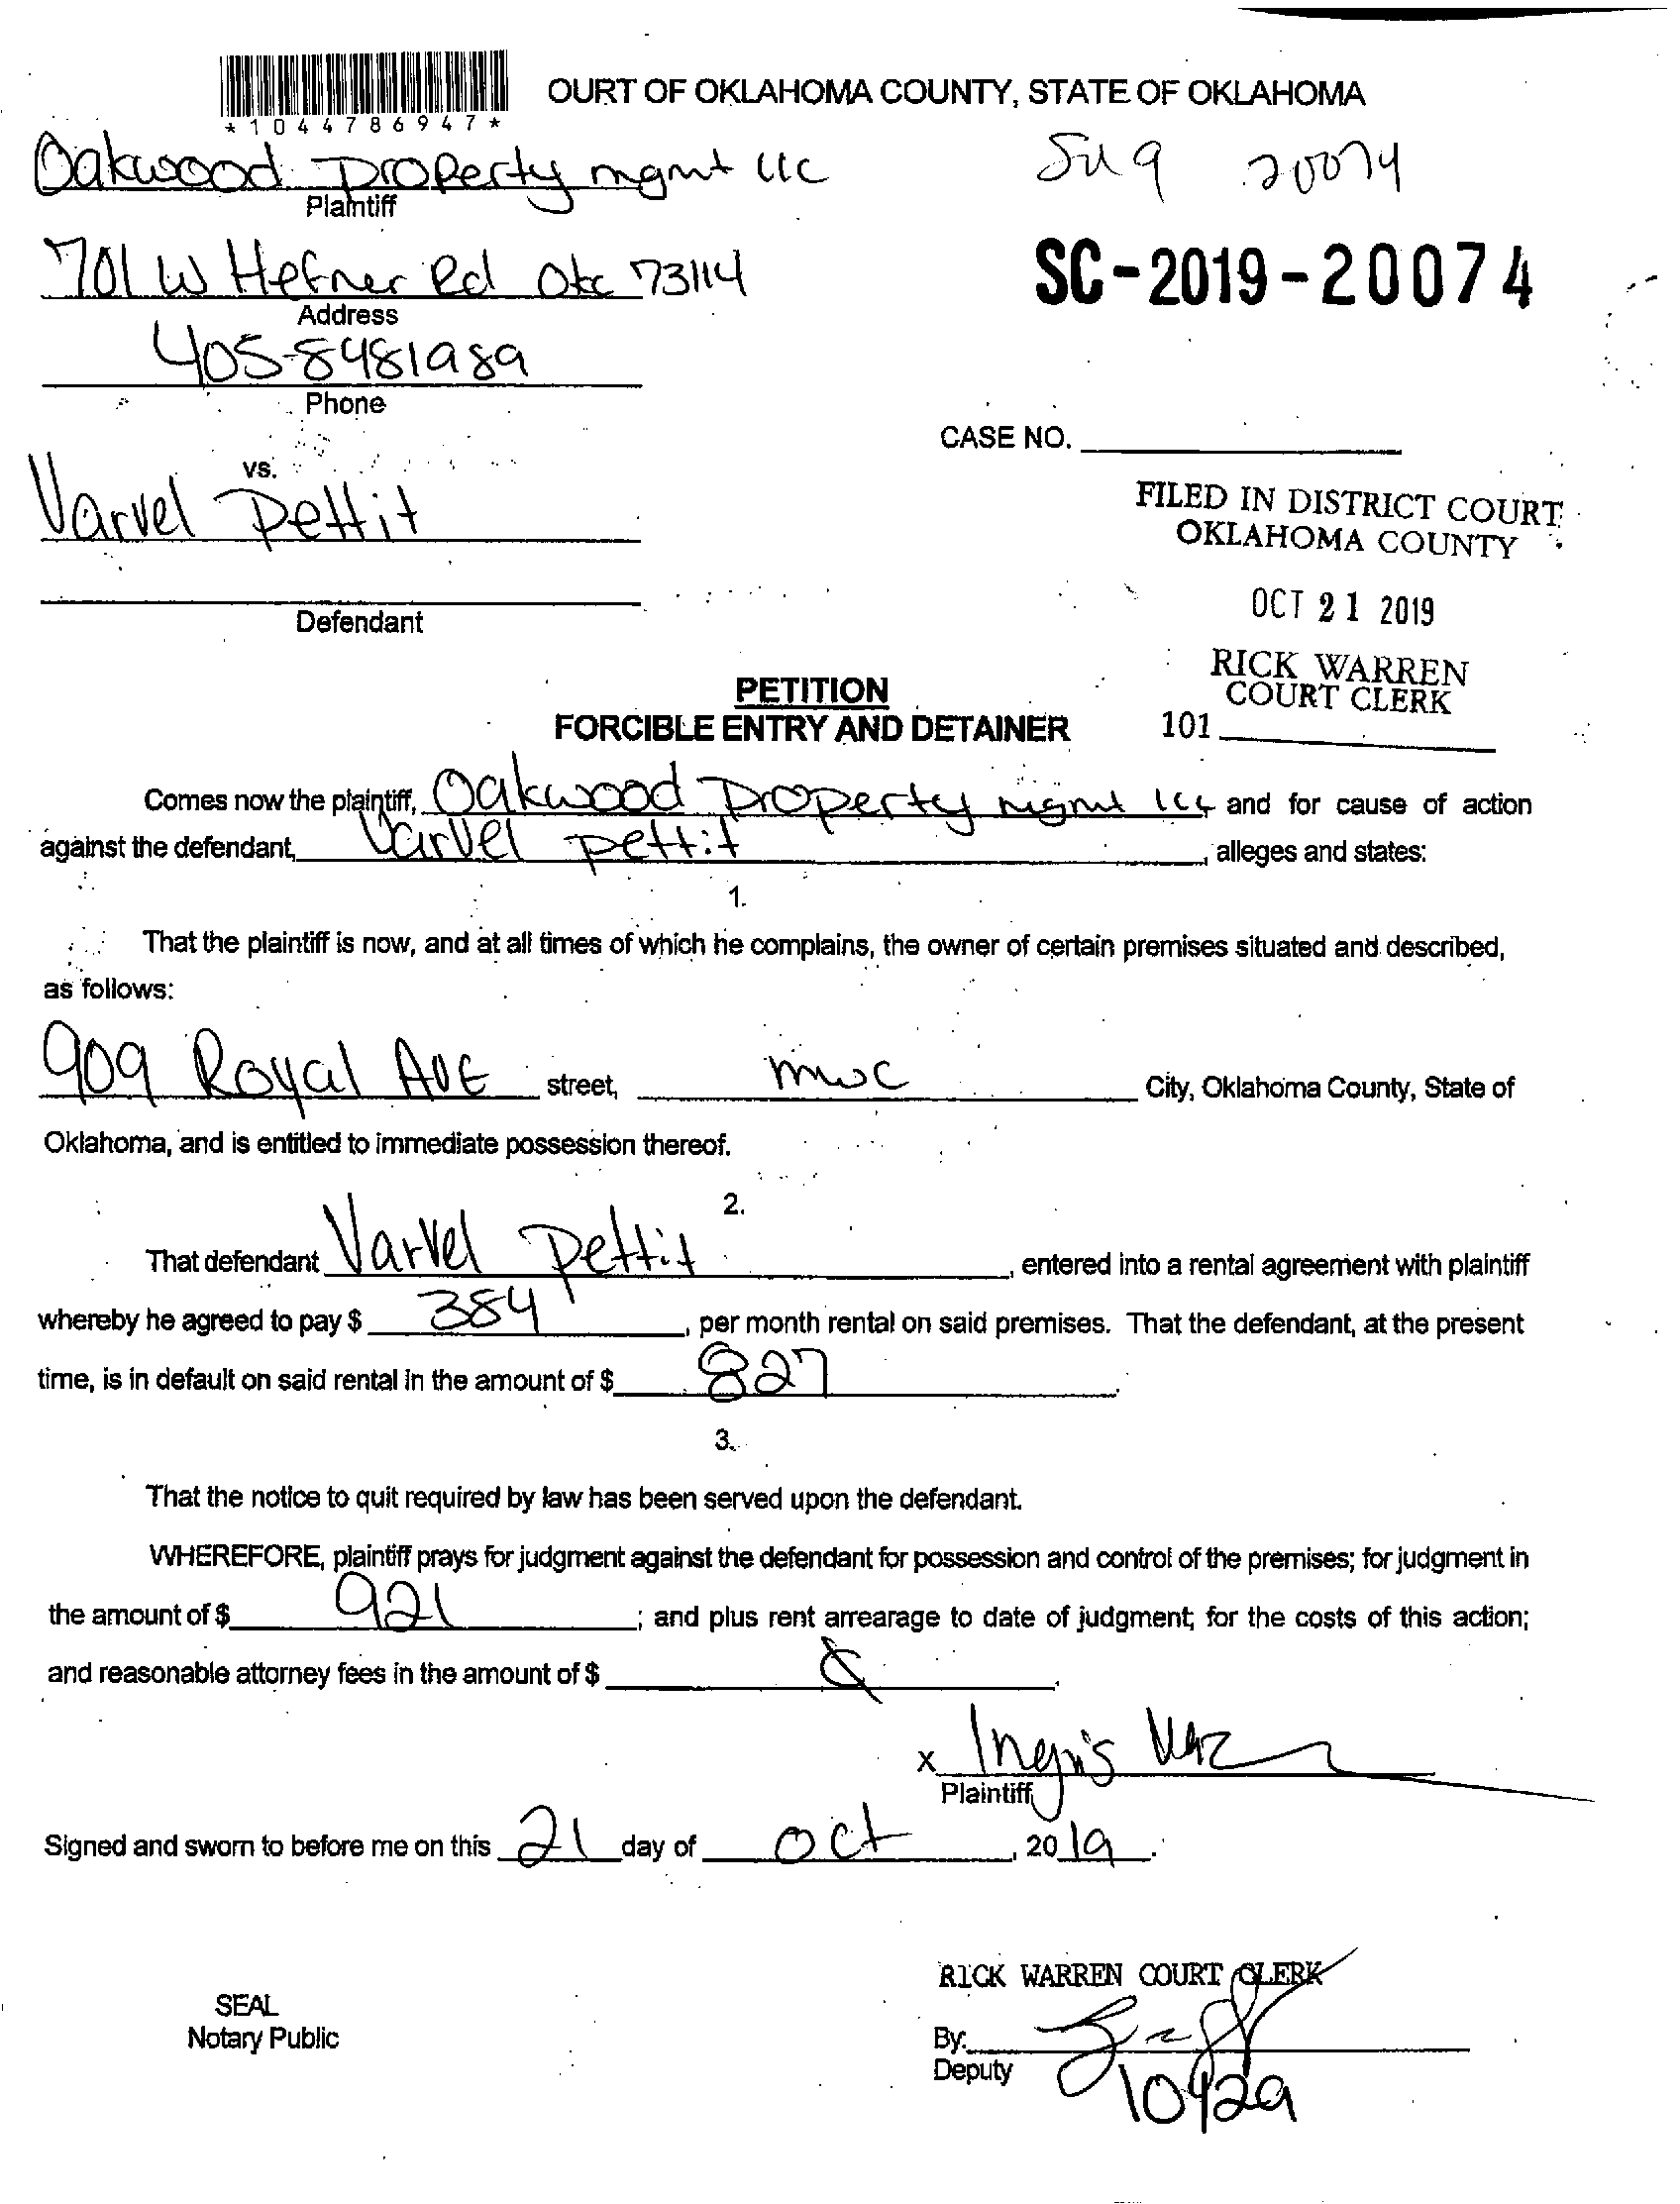 OURT OF OKLAHOMA COUNTY, STATE OF OKLAHOMA
*1044786947*
Oakwood Property mgmt llc
Plaintiff
20074
701 W Hefner Rd Okc 73114
Address
SC-2019-20074
405-8481989
Phone
CASE NO.
vs.
Varvel Pettit
FILED IN DISTRICT COURT
OKLAHOMA COUNTY
Defendant
OCT 21 2019
RICK WARREN
COURT CLERK
101
PETITION
FORCIBLE ENTRY AND DETAINER
Comes now the plaintiff, Oakwood Property mgmt llc, and for cause of action
against the defendant, Varvel pettit, alleges and states:
1.
That the plaintiff is now, and at all times of which he complains, the owner of certain premises situated and described,
as follows:
909 Royal Ave street, mwc City, Oklahoma County, State of
Oklahoma, and is entitled to immediate possession thereof.
2.
That defendant Varvel Pettit, entered into a rental agreement with plaintiff
whereby he agreed to pay $ 384, per month rental on said premises. That the defendant, at the present
time, is in default on said rental in the amount of $ 827.
3.
That the notice to quit required by law has been served upon the defendant.
WHEREFORE, plaintiff prays for judgment against the defendant for possession and control of the premises; for judgment in
the amount of $ 921; and plus rent arrearage to date of judgment; for the costs of this action;
and reasonable attorney fees in the amount of $ .
x
Plaintiff
Signed and sworn to before me on this 21 day of oct, 2019.
RICK WARREN COURT CLERK
SEAL
Notary Public
By:
Deputy